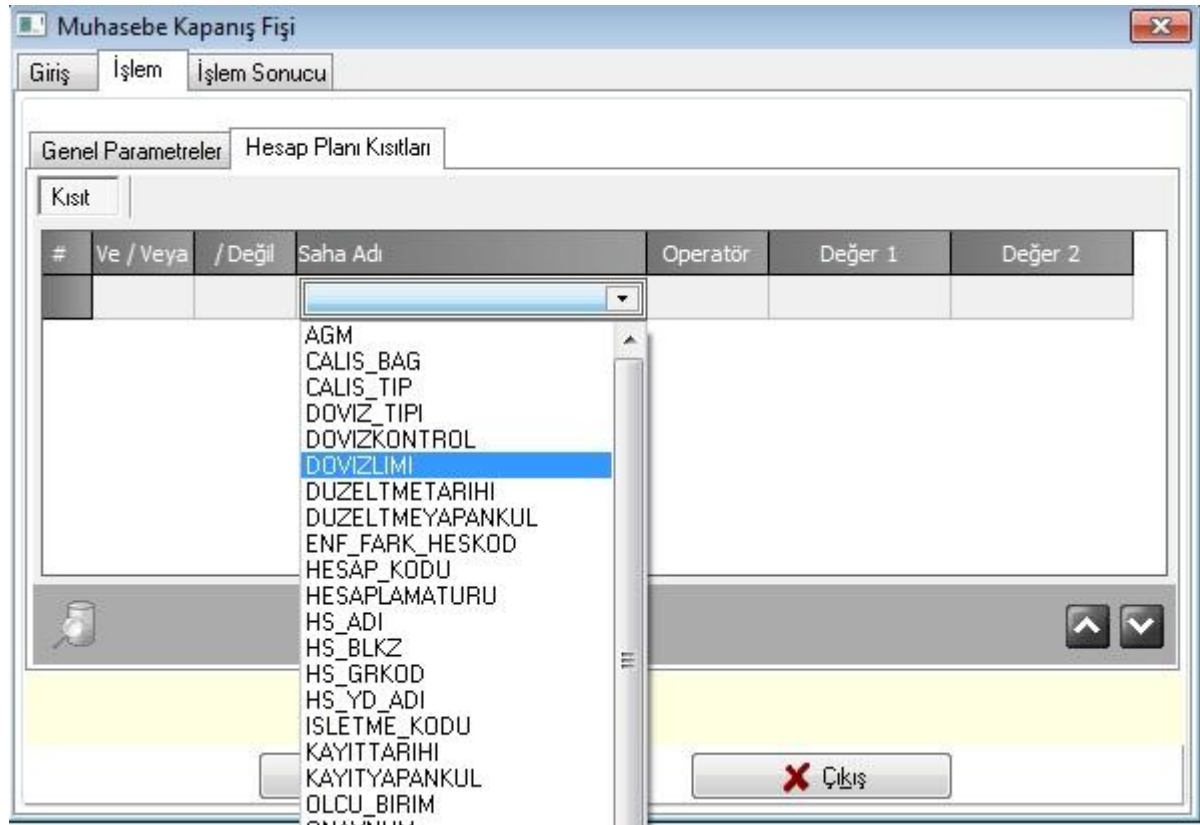 Muhasebe Kapanış Fişi
Giriş İşlem İşlem Sonucu
Genel Parametreler Hesap Planı Kısıtları
Kısıt
# Ve / Veya / Değil Saha Adı Operatör Değer 1 Değer 2
AGM
CALIS_BAG
CALIS_TIP
DOVIZ_TIPI
DOVIZKONTROL
DOVIZLIMI
DUZELTMETARIHI
DUZELTMEYAPANKUL
ENF_FARK_HESKOD
HESAP_KODU
HESAPLAMATURU
HS_ADI
HS_BLKZ
HS_GRKOD
HS_YD_ADI
ISLETME_KODU
KAYITTARIHI
KAYITYAPANKUL
Çıkış
OLCU_BIRIM